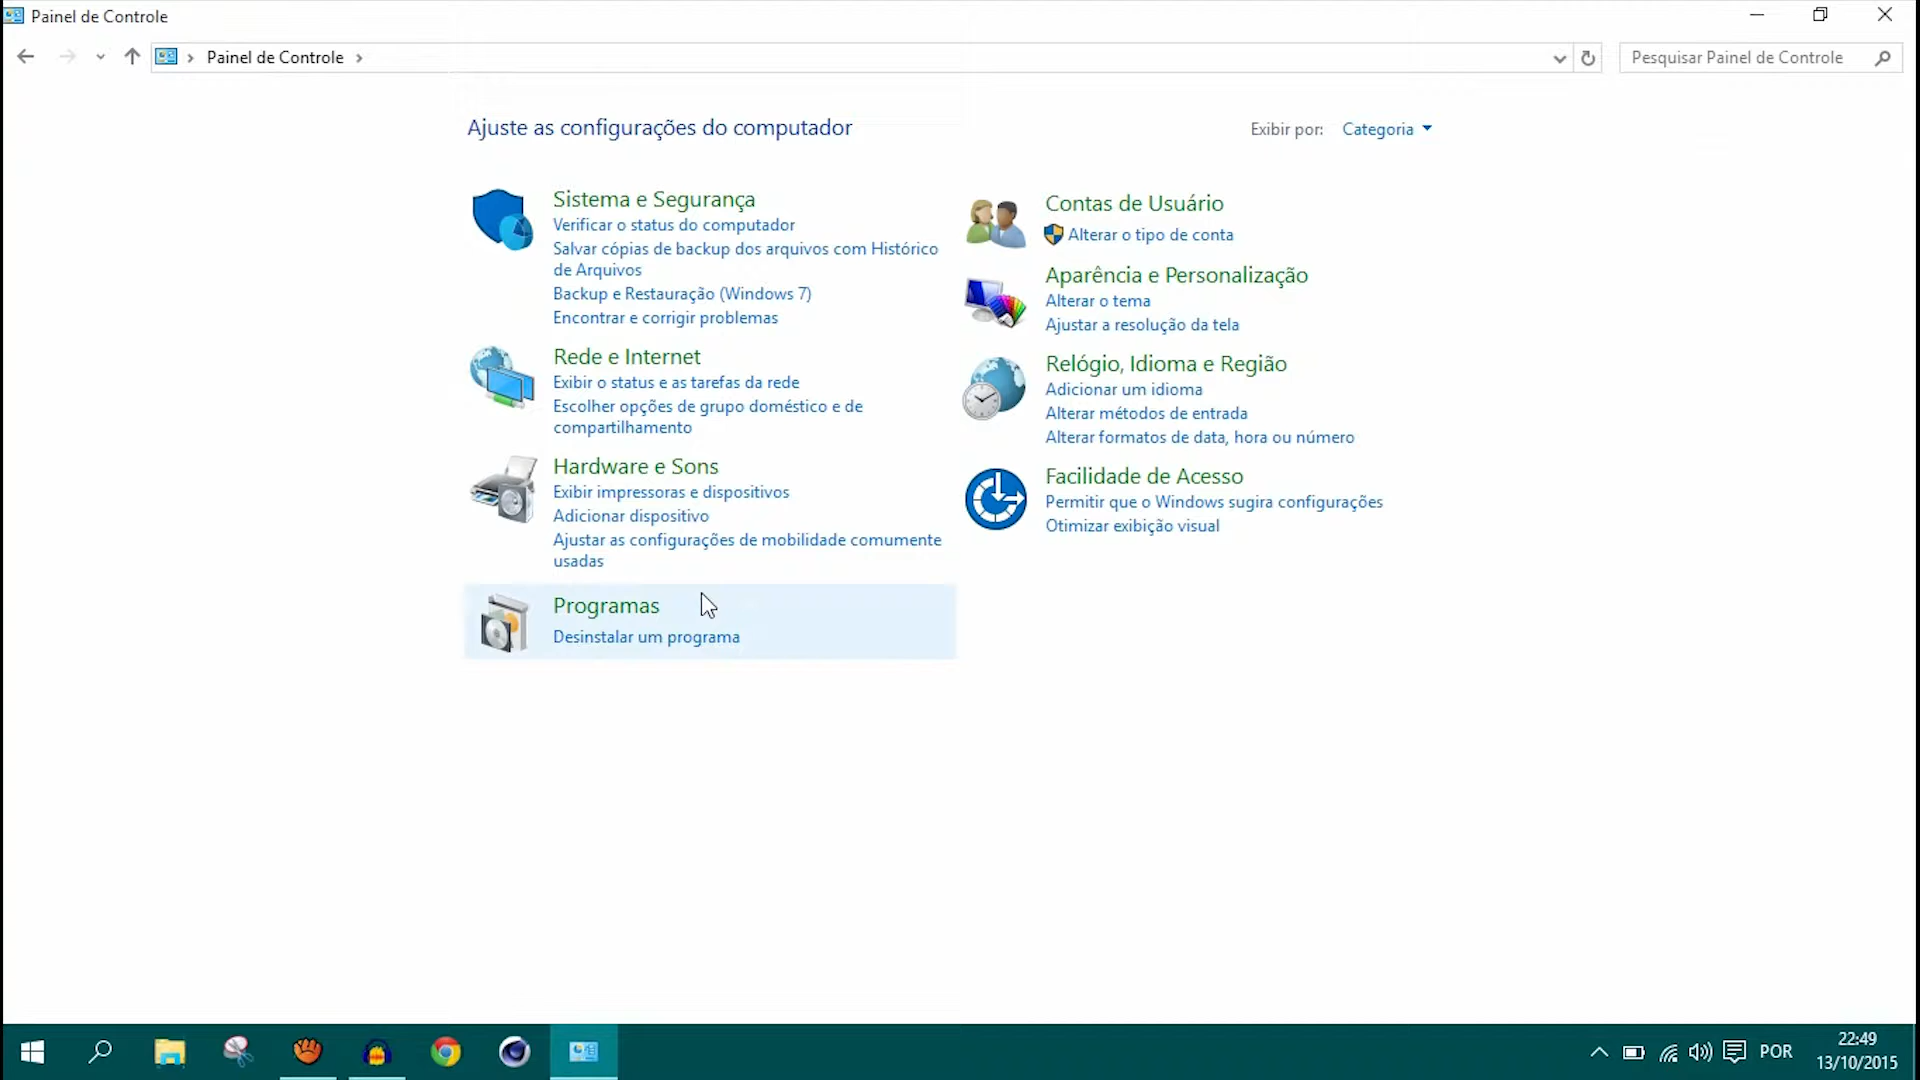 Painel de Controle
Painel de Controle
Pesquisar Painel de Controle
Ajuste as configurações do computador
Exibir por: Categoria
Sistema e Segurança
Verificar o status do computador
Salvar cópias de backup dos arquivos com Histórico
de Arquivos
Backup e Restauração (Windows 7)
Encontrar e corrigir problemas
Rede e Internet
Exibir o status e as tarefas da rede
Escolher opções de grupo doméstico e de
compartilhamento
Hardware e Sons
Exibir impressoras e dispositivos
Adicionar dispositivo
Ajustar as configurações de mobilidade comumente
usadas
Programas
Desinstalar um programa
Contas de Usuário
Alterar o tipo de conta
Aparência e Personalização
Alterar o tema
Ajustar a resolução da tela
Relógio, Idioma e Região
Adicionar um idioma
Alterar métodos de entrada
Alterar formatos de data, hora ou número
Facilidade de Acesso
Permitir que o Windows sugira configurações
Otimizar exibição visual
POR
22:49
13/10/2015